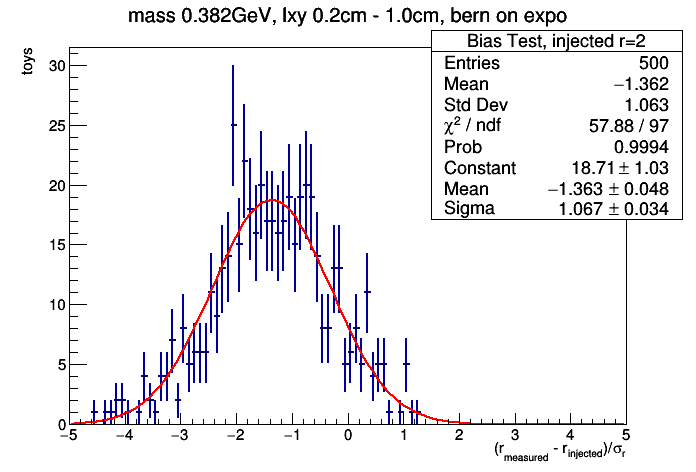 mass 0.382GeV, lxy 0.2cm - 1.0cm, bern on expo
Bias Test, injected r=2
Entries 500
Mean −1.362
Std Dev 1.063
χ² / ndf 57.88 / 97
Prob 0.9994
Constant 18.71 ± 1.03
Mean −1.363 ± 0.048
Sigma 1.067 ± 0.034
toys
30
25
20
15
10
5
0
−5 −4 −3 −2 −1 0 1 2 3 4 5
(r_measured - r_injected)/σ_r